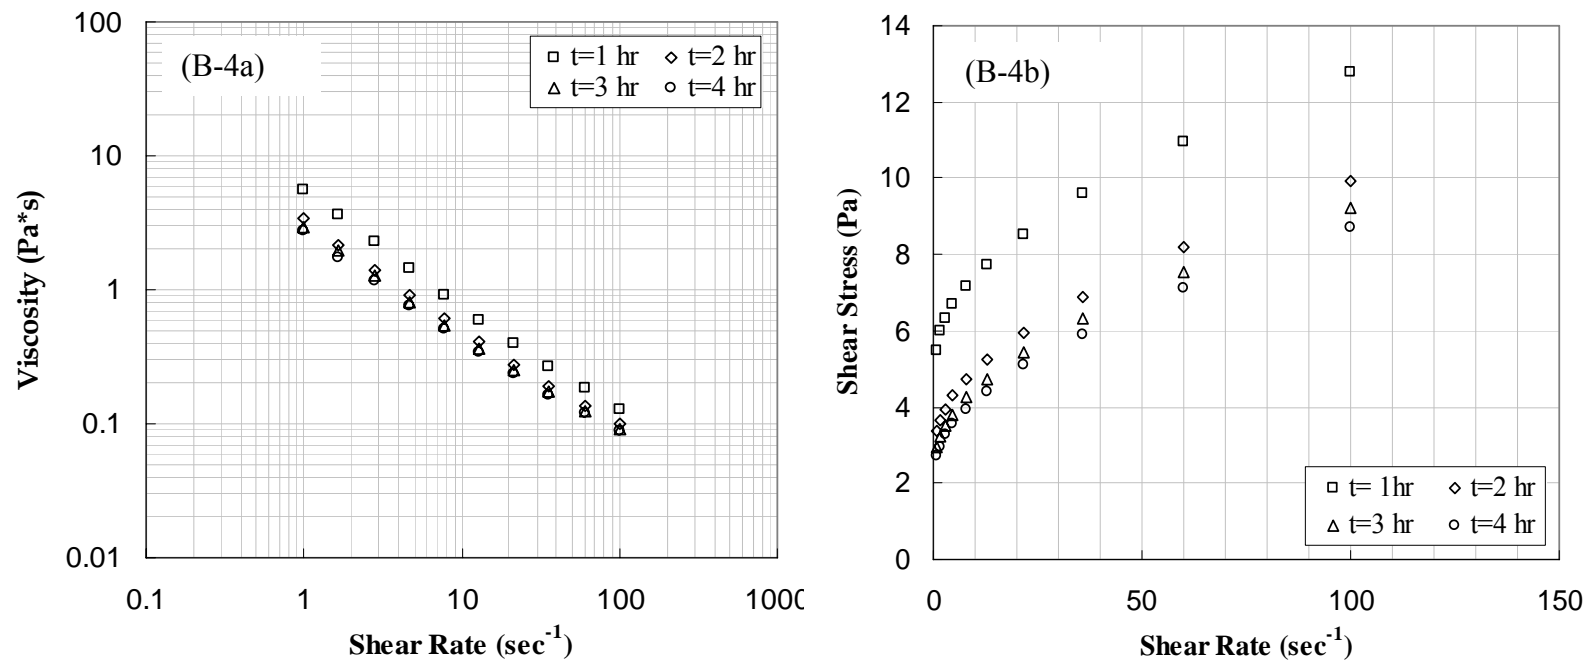 (B-4a)
t=1 hr t=2 hr
t=3 hr t=4 hr
100
10
1
0.1
0.01
0.1 1 10 100 1000
Viscosity (Pa*s)
Shear Rate (sec⁻¹)
(B-4b)
14
12
10
8
6
4
2
0
0 50 100 150
t= 1hr t=2 hr
t=3 hr t=4 hr
Shear Stress (Pa)
Shear Rate (sec⁻¹)